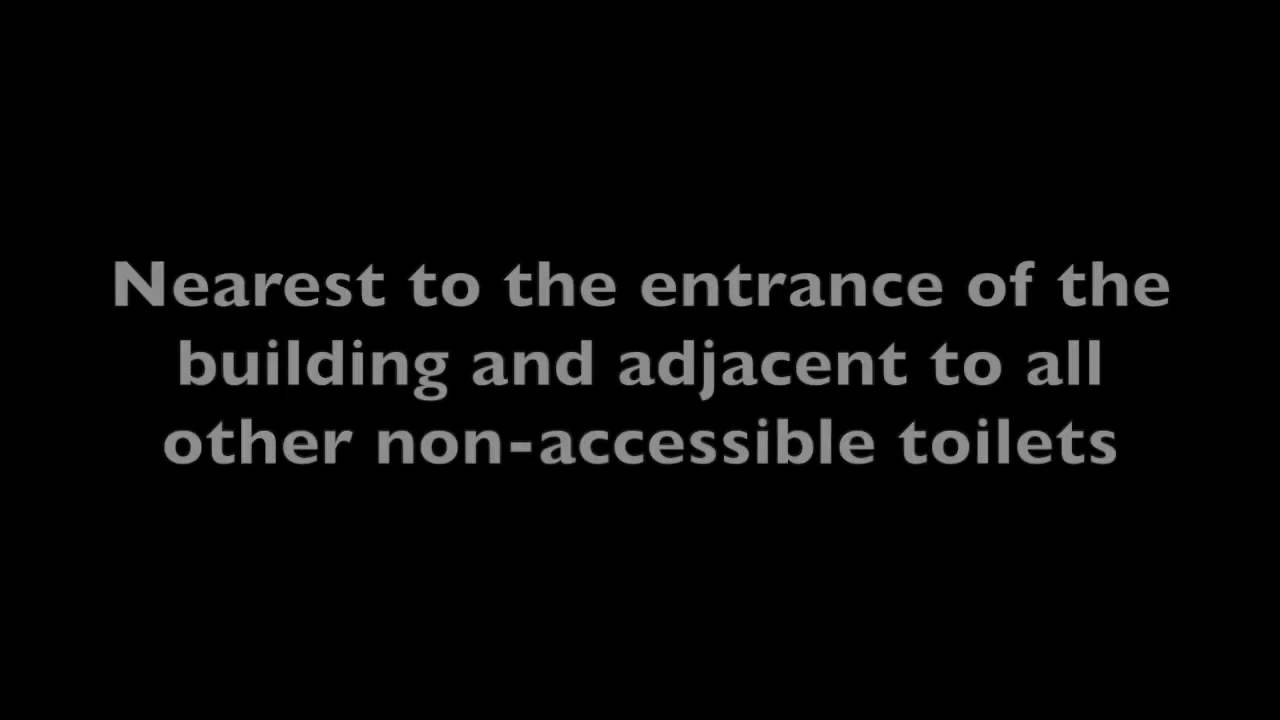 Nearest to the entrance of the
building and adjacent to all
other non-accessible toilets